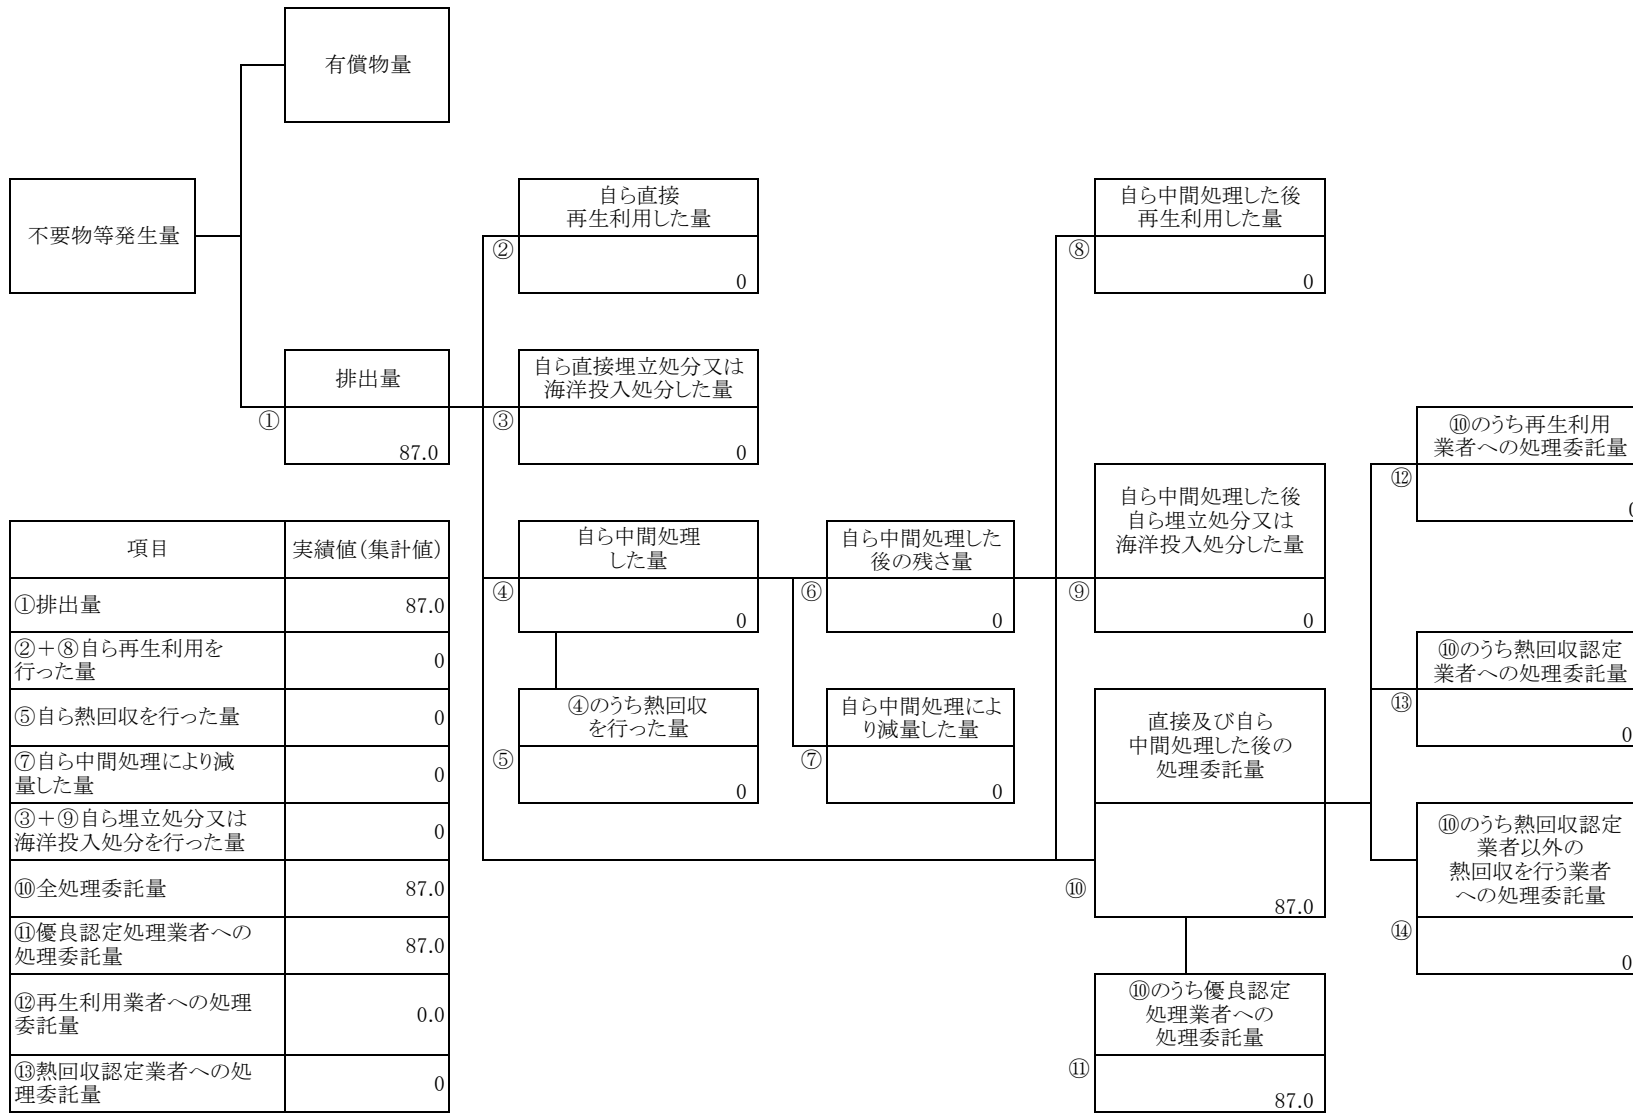 有償物量
不要物等発生量
自ら直接
再生利用した量
②
0
自ら中間処理した後
再生利用した量
⑧
0
排出量
①
87.0
自ら直接埋立処分又は
海洋投入処分した量
③
0
⑩のうち再生利用
業者への処理委託量
⑫
0
自ら中間処理した後
自ら埋立処分又は
海洋投入処分した量
⑨
0
自ら中間処理
した量
④
0
自ら中間処理した
後の残さ量
⑥
0
④のうち熱回収
を行った量
⑤
0
自ら中間処理によ
り減量した量
⑦
0
直接及び自ら
中間処理した後の
処理委託量
⑩
87.0
⑩のうち熱回収認定
業者への処理委託量
⑬
0
⑩のうち熱回収認定
業者以外の
熱回収を行う業者
への処理委託量
⑭
0
⑩のうち優良認定
処理業者への
処理委託量
⑪
87.0
項目 実績値(集計値)
①排出量 87.0
②+⑧自ら再生利用を
行った量 0
⑤自ら熱回収を行った量 0
⑦自ら中間処理により減
量した量 0
③+⑨自ら埋立処分又は
海洋投入処分を行った量 0
⑩全処理委託量 87.0
⑪優良認定処理業者への
処理委託量 87.0
⑫再生利用業者への処理
委託量 0.0
⑬熱回収認定業者への処
理委託量 0